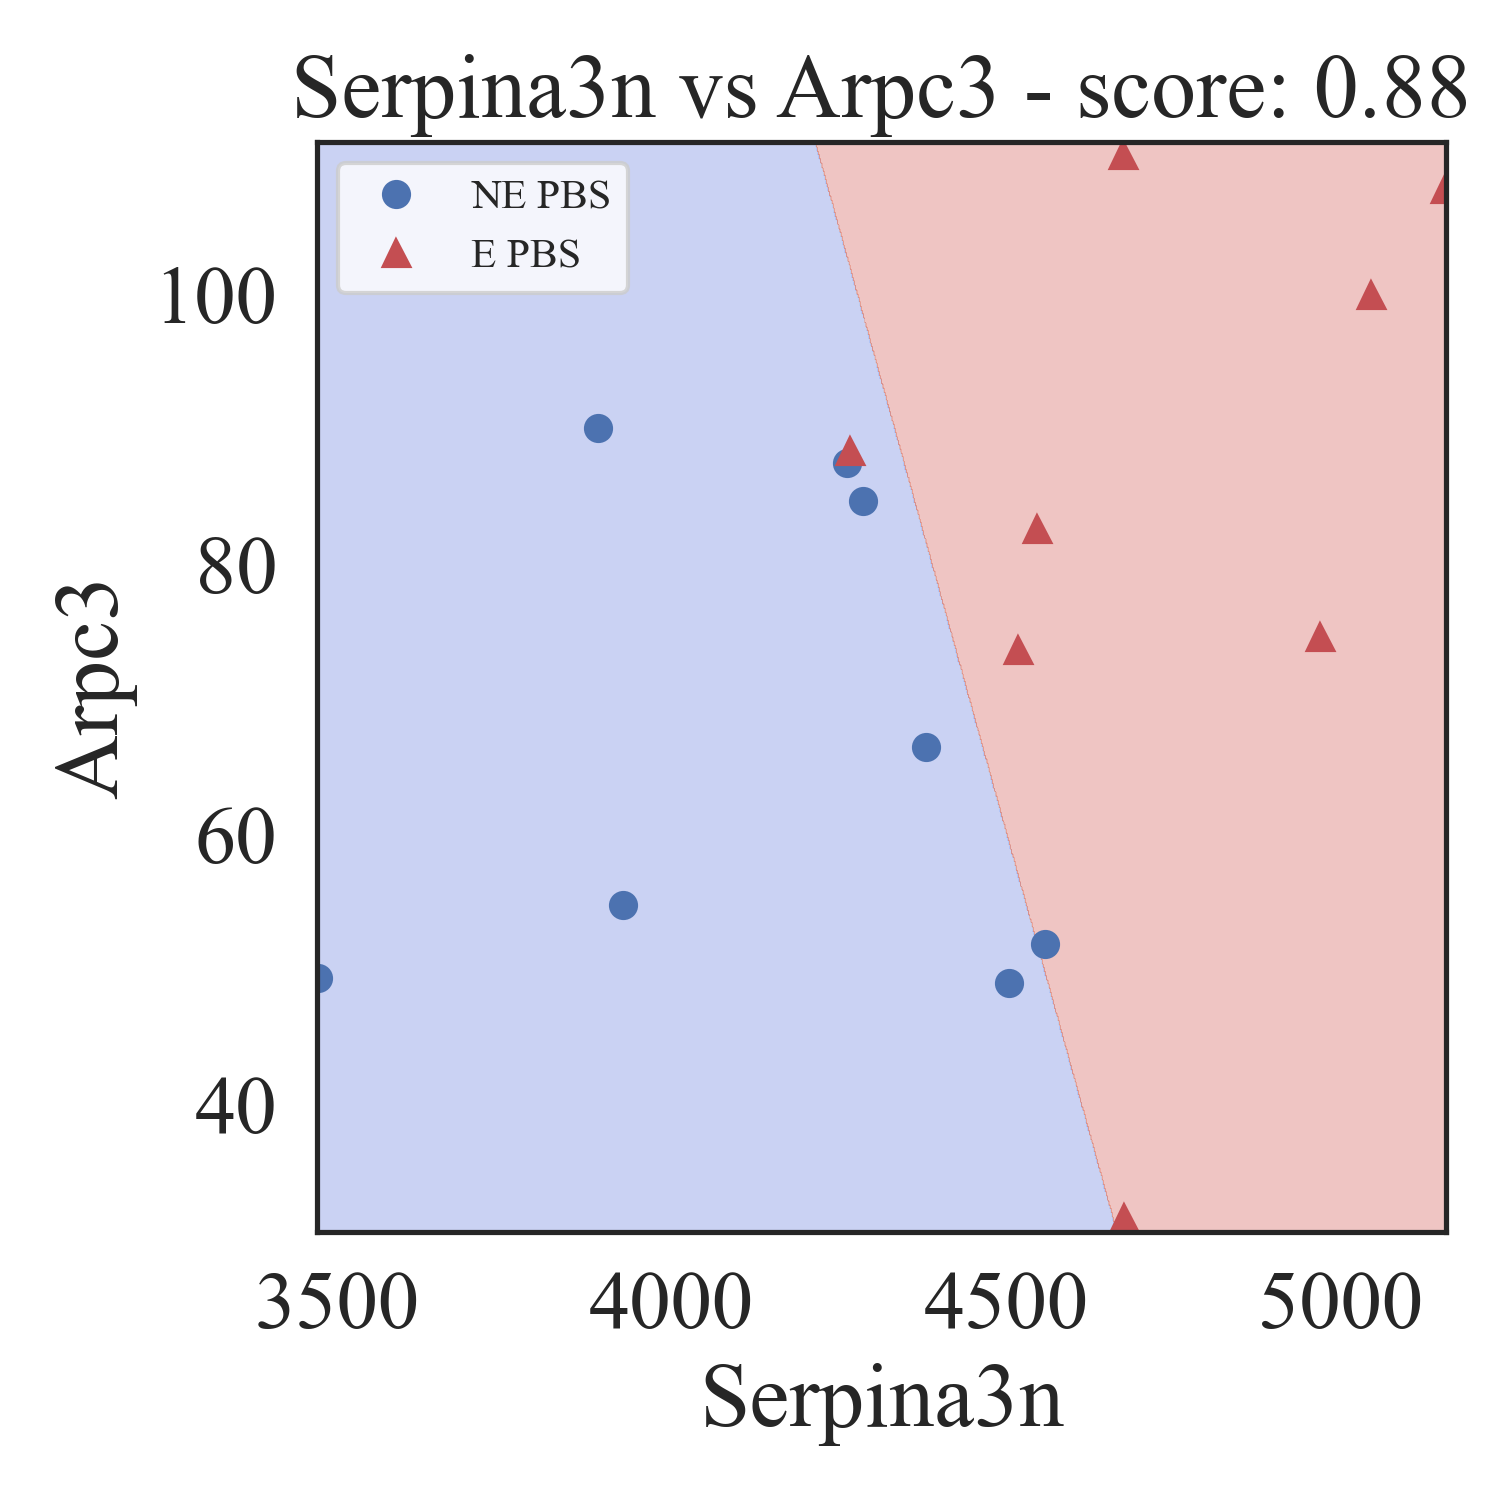 Serpina3n vs Arpc3 - score: 0.88
NE PBS
E PBS
100
80
60
40
Arpc3
3500 4000 4500 5000
Serpina3n